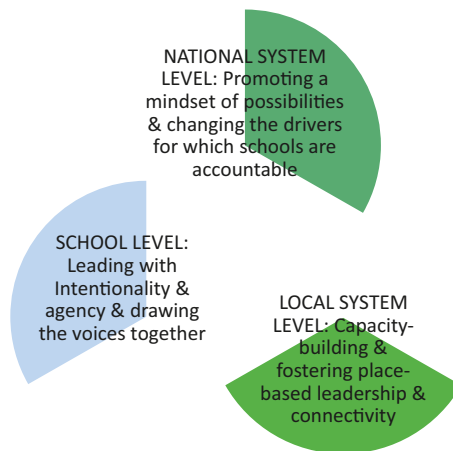 NATIONAL SYSTEM
LEVEL: Promoting a
mindset of possibilities
& changing the drivers
for which schools are
accountable
SCHOOL LEVEL:
Leading with
Intentionality &
agency & drawing
the voices together
LOCAL SYSTEM
LEVEL: Capacity-
building &
fostering place-
based leadership &
connectivity